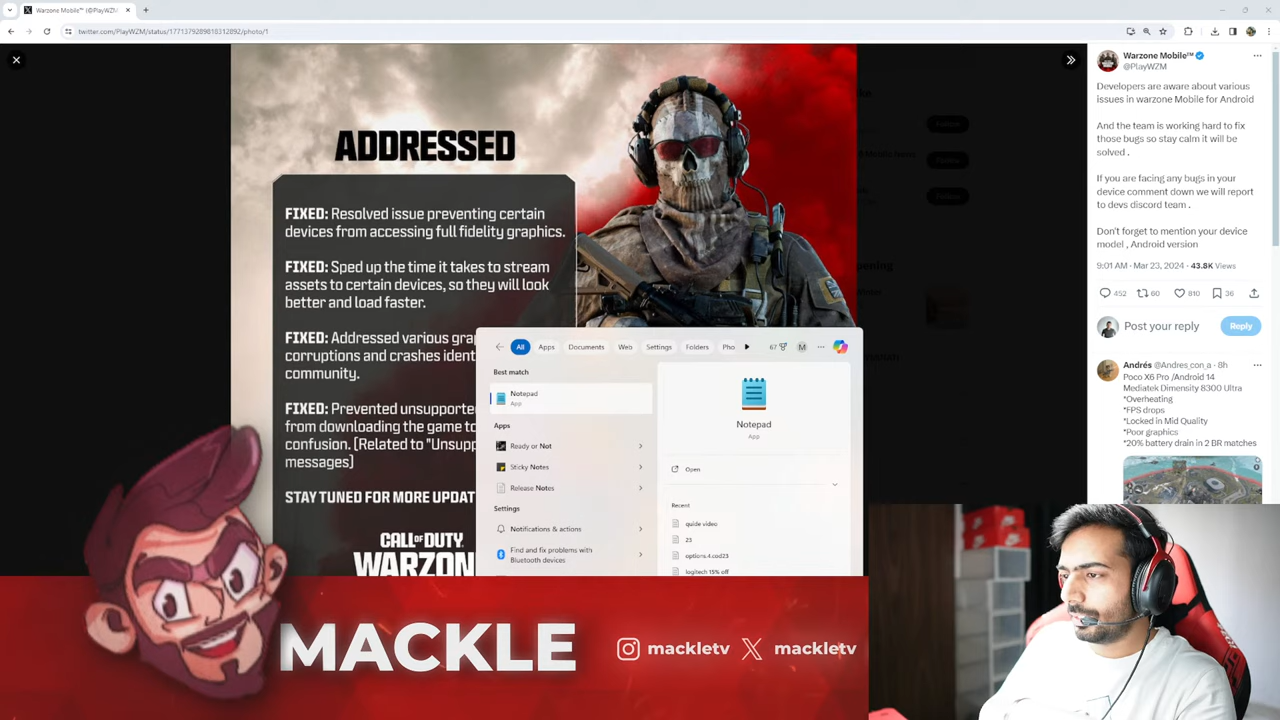 Warzone Mobile™ (@PlayWZM
twitter.com/PlayWZM/status/1771379289818312892/photo/1
ADDRESSED
FIXED: Resolved issue preventing certain
devices from accessing full fidelity graphics.
FIXED: Sped up the time it takes to stream
assets to certain devices, so they will look
better and load faster.
FIXED: Addressed various gra
corruptions and crashes ident
community.
FIXED: Prevented unsupporte
from downloading the game to
confusion. [Related to "Unsupp
messages]
STAY TUNED FOR MORE UPDAT
CALL OF DUTY
WARZON
All
Apps
Documents
Web
Settings
Folders
Pho
67
M
Best match
Notepad
App
Apps
Ready or Not
Sticky Notes
Release Notes
Settings
Notifications & actions
Find and fix problems with
Bluetooth devices
Notepad
App
Open
Recent
quide video
23
options.4.cod23
logitech 15% off
Warzone Mobile™
@PlayWZM
Developers are aware about various
issues in warzone Mobile for Android
And the team is working hard to fix
those bugs so stay calm it will be
solved .
If you are facing any bugs in your
device comment down we will report
to devs discord team .
Don't forget to mention your device
model , Android version
9:01 AM · Mar 23, 2024 · 43.8K Views
452
60
810
36
Post your reply
Reply
Andrés @Andres_con_a · 8h
Poco X6 Pro /Android 14
Mediatek Dimensity 8300 Ultra
*Overheating
*FPS drops
*Locked in Mid Quality
*Poor graphics
*20% battery drain in 2 BR matches
MACKLE
mackletv
mackletv